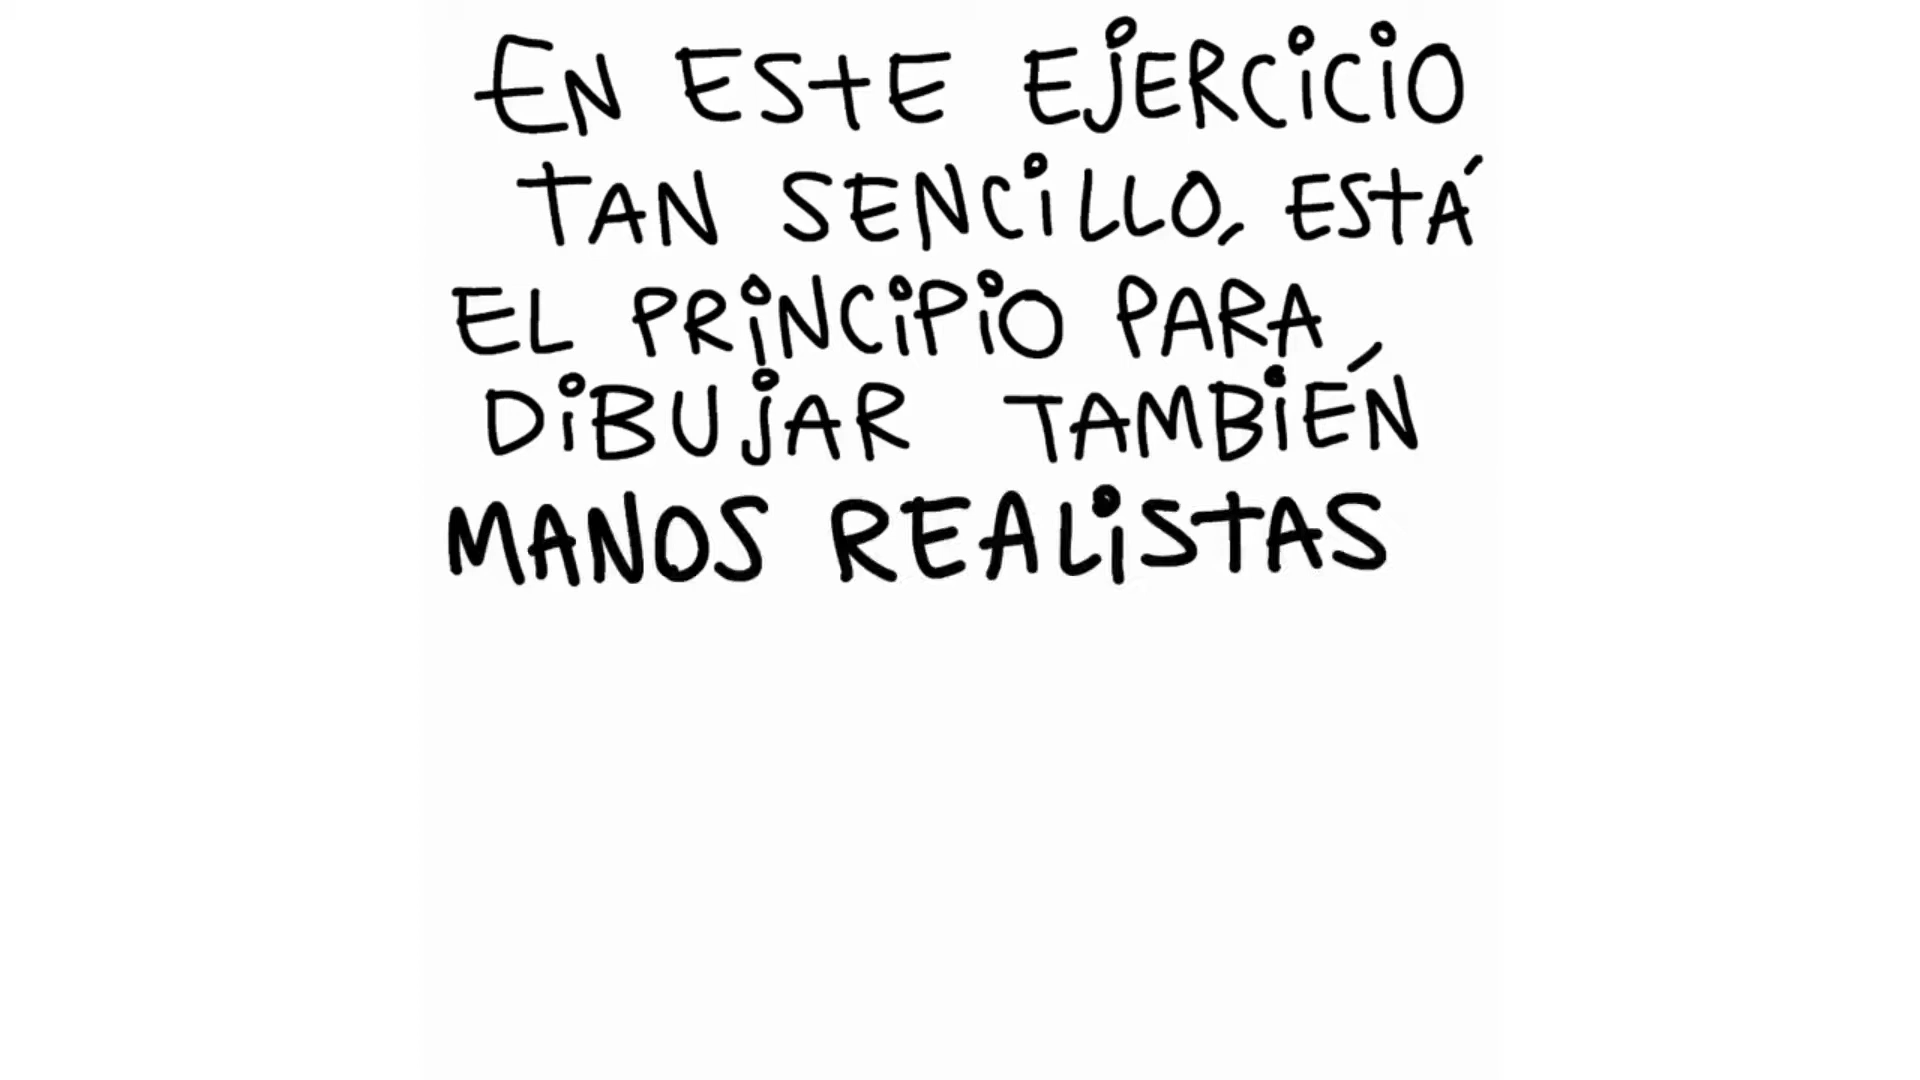 EN ESTE EJERCiCiO
TAN SENCiLLO, ESTÁ
EL PRiNCiPiO PARA
DiBUJAR TAMBiÉN
MANOS REALiSTAS